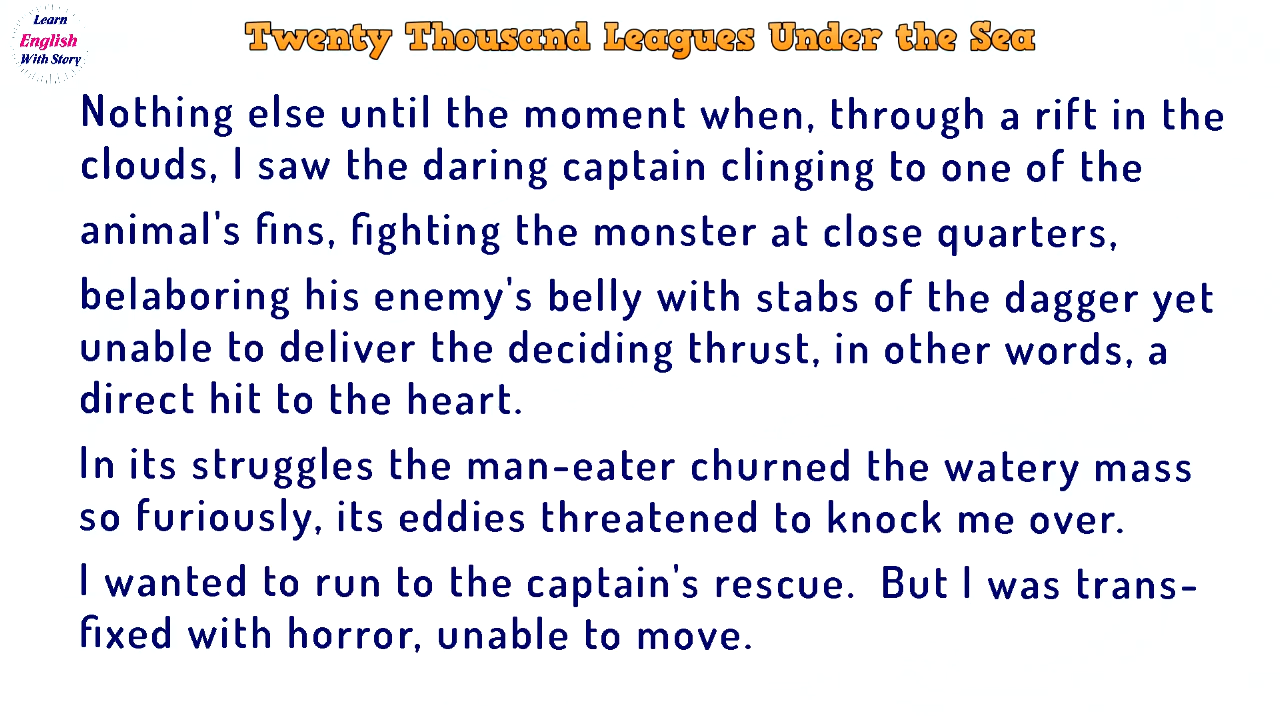 Learn
English
With Story
Twenty Thousand Leagues Under the Sea
Nothing else until the moment when, through a rift in the
clouds, I saw the daring captain clinging to one of the
animal's fins, fighting the monster at close quarters,
belaboring his enemy's belly with stabs of the dagger yet
unable to deliver the deciding thrust, in other words, a
direct hit to the heart.
In its struggles the man-eater churned the watery mass
so furiously, its eddies threatened to knock me over.
I wanted to run to the captain's rescue.  But I was trans-
fixed with horror, unable to move.